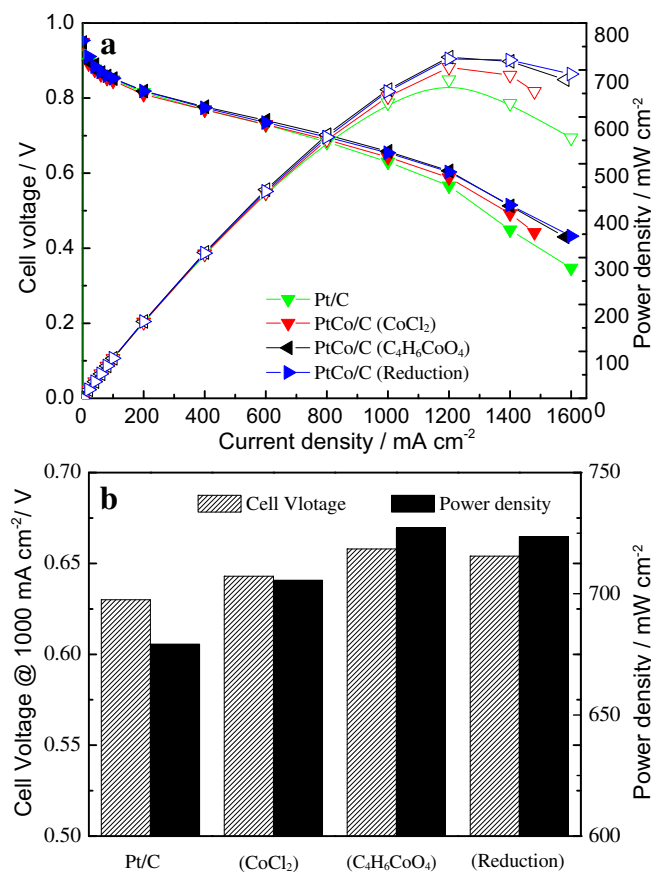 a
1.0
0.8
0.6
0.4
0.2
0.0
Cell voltage / V
800
700
600
500
400
300
200
100
0
Power density / mW cm⁻²
Pt/C
PtCo/C (CoCl₂)
PtCo/C (C₄H₆CoO₄)
PtCo/C (Reduction)
0 200 400 600 800 1000 1200 1400 1600
Current density / mA cm⁻²
b
0.70
0.65
0.60
0.55
0.50
Cell Voltage @ 1000 mA cm⁻²/ V
Cell Vlotage
Power density
750
700
650
600
Power density / mW cm⁻²
Pt/C (CoCl₂) (C₄H₆CoO₄) (Reduction)